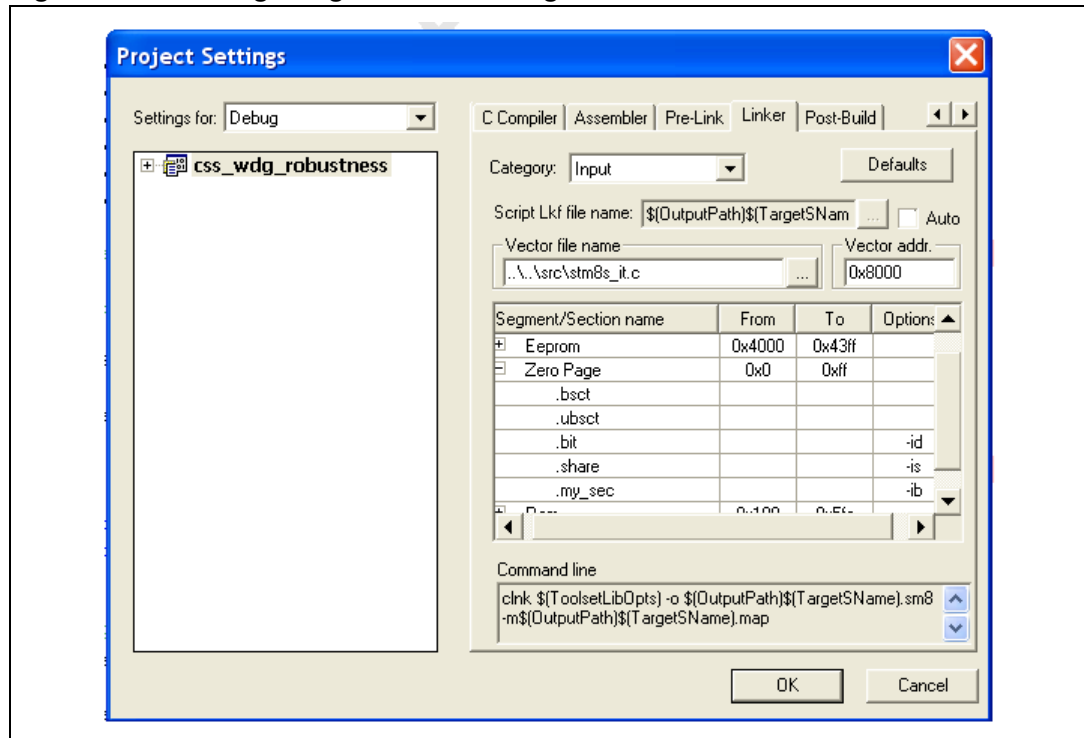 Project Settings
Settings for: Debug
css_wdg_robustness
C Compiler Assembler Pre-Link Linker Post-Build
Category: Input Defaults
Script Lkf file name: $(OutputPath)$(TargetSNam ... Auto
Vector file name Vector addr.
..\..\src\stm8s_it.c ... 0x8000
Segment/Section name From To Options
Eeprom 0x4000 0x43ff
Zero Page 0x0 0xff
.bsct
.ubsct
.bit -id
.share -is
.my_sec -ib
Command line
clnk $(ToolsetLibOpts) -o $(OutputPath)$(TargetSName).sm8
-m$(OutputPath)$(TargetSName).map
OK Cancel